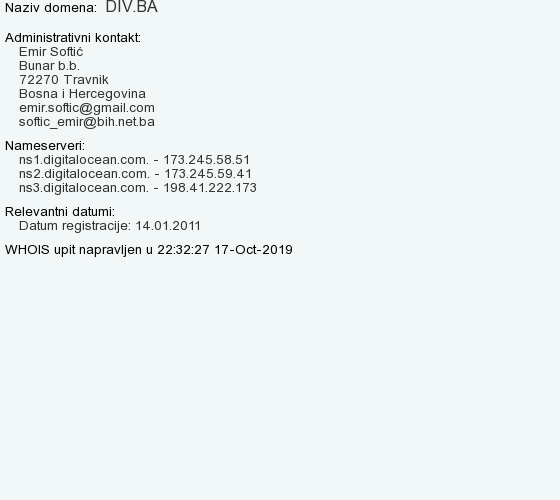 Naziv domena: DIV.BA
Administrativni kontakt:
Emir Softić
Bunar b.b.
72270 Travnik
Bosna i Hercegovina
emir.softic@gmail.com
softic_emir@bih.net.ba
Nameserveri:
ns1.digitalocean.com. - 173.245.58.51
ns2.digitalocean.com. - 173.245.59.41
ns3.digitalocean.com. - 198.41.222.173
Relevantni datumi:
Datum registracije: 14.01.2011
WHOIS upit napravljen u 22:32:27 17-Oct-2019